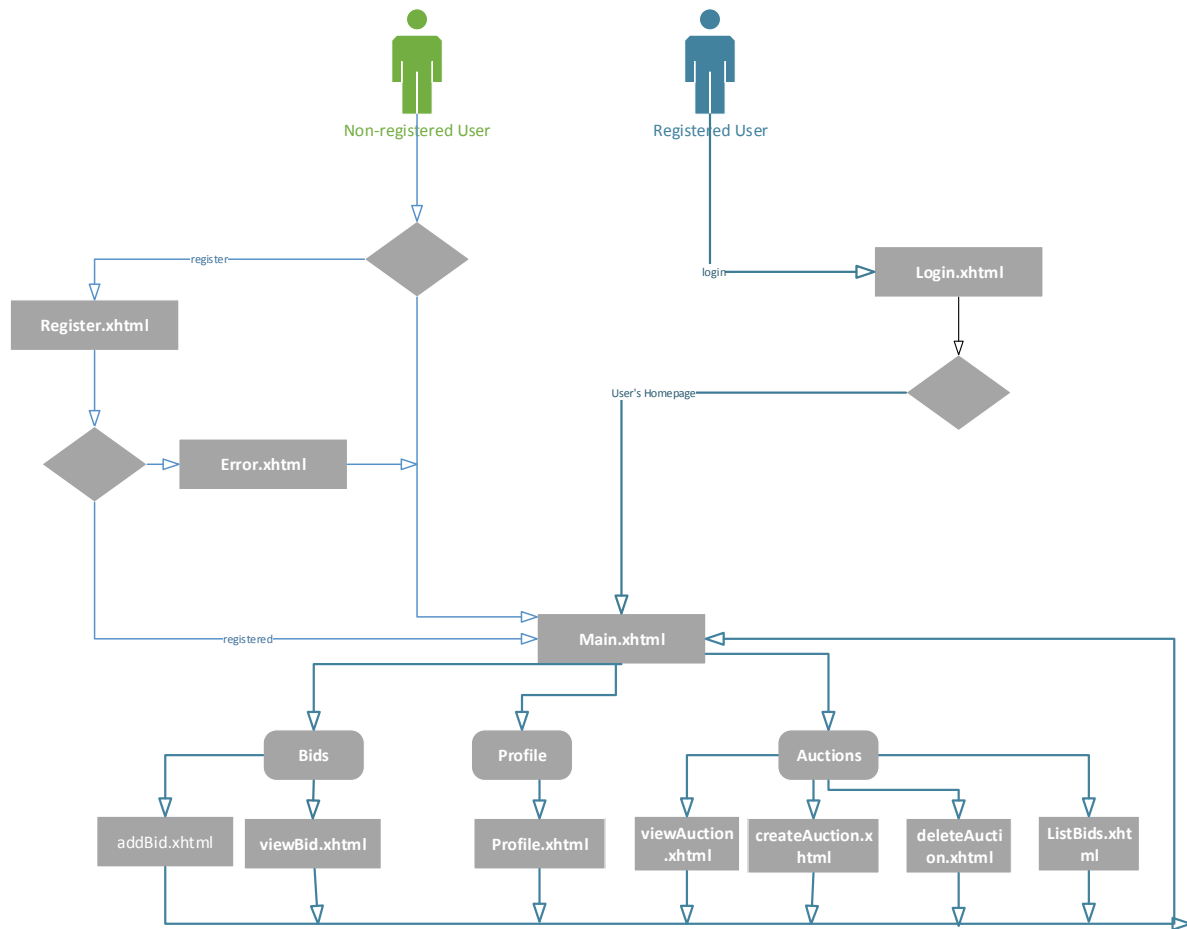 Non-registered User
Registered User
register
login
Login.xhtml
Register.xhtml
User's Homepage
Error.xhtml
registered
Main.xhtml
Bids
Profile
Auctions
addBid.xhtml
viewBid.xhtml
Profile.xhtml
viewAuction
.xhtml
createAuction.x
html
deleteAucti
on.xhtml
ListBids.xht
ml